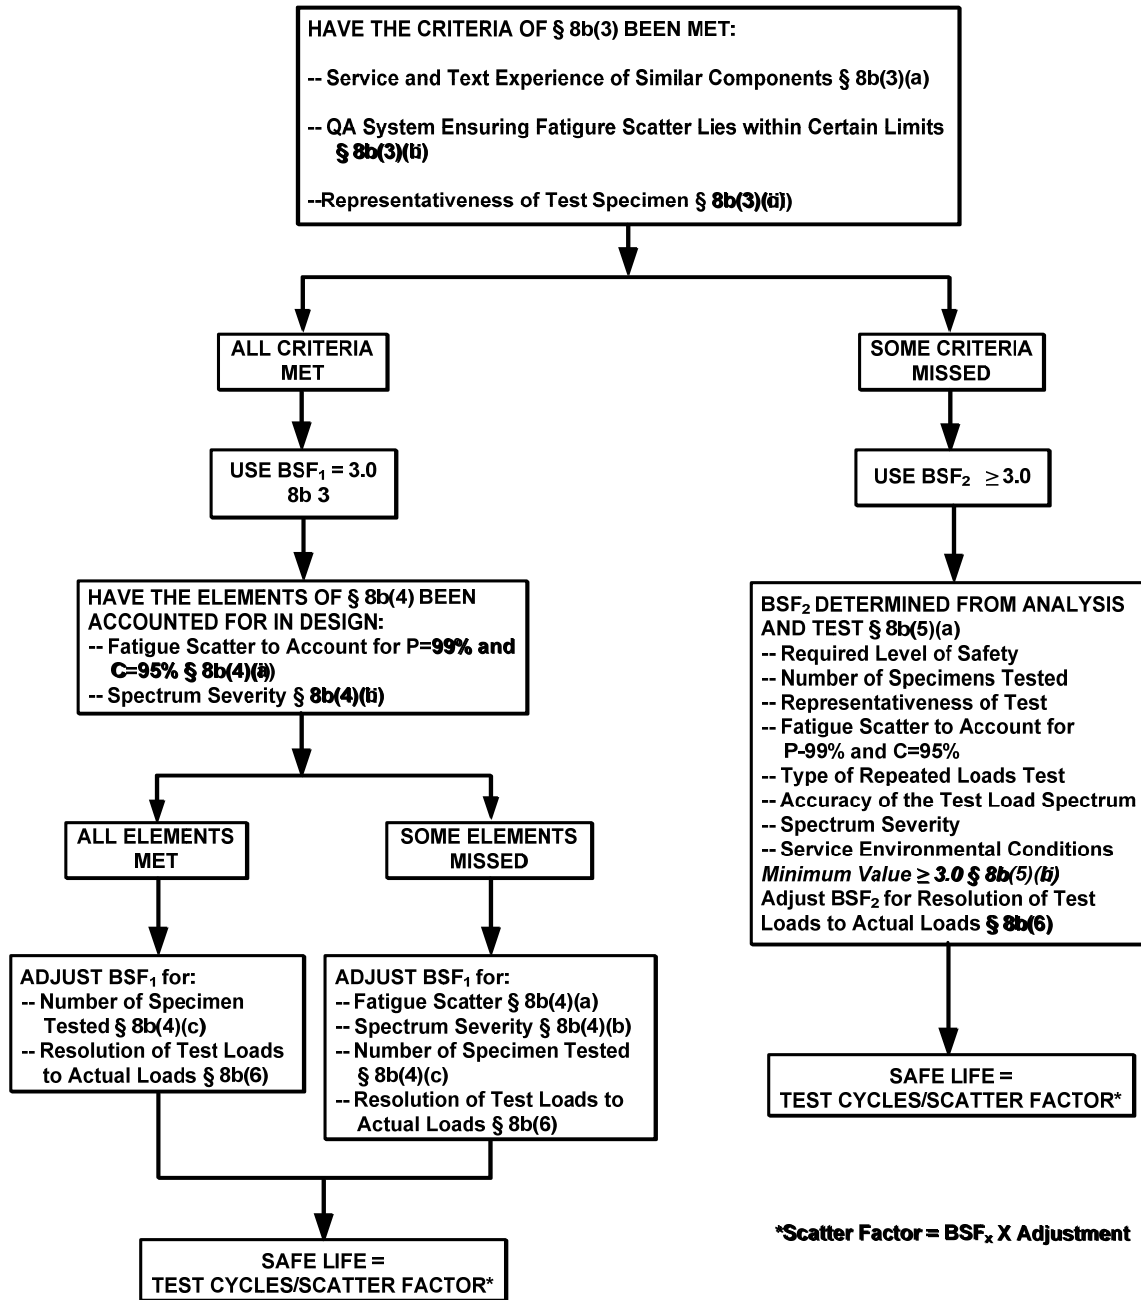 HAVE THE CRITERIA OF § 8b(3) BEEN MET:
-- Service and Text Experience of Similar Components § 8b(3)(a)
-- QA System Ensuring Fatigure Scatter Lies within Certain Limits
§ 8b(3)(b)
--Representativeness of Test Specimen § 8b(3)(c)
ALL CRITERIA
MET
SOME CRITERIA
MISSED
USE BSF₁ = 3.0
8b 3
USE BSF₂ ≥ 3.0
HAVE THE ELEMENTS OF § 8b(4) BEEN
ACCOUNTED FOR IN DESIGN:
-- Fatigue Scatter to Account for P=99% and
C=95% § 8b(4)(a)
-- Spectrum Severity § 8b(4)(b)
BSF₂ DETERMINED FROM ANALYSIS
AND TEST § 8b(5)(a)
-- Required Level of Safety
-- Number of Specimens Tested
-- Representativeness of Test
-- Fatigue Scatter to Account for
P-99% and C=95%
-- Type of Repeated Loads Test
-- Accuracy of the Test Load Spectrum
-- Spectrum Severity
-- Service Environmental Conditions
Minimum Value ≥ 3.0 § 8b(5)(b)
Adjust BSF₂ for Resolution of Test
Loads to Actual Loads § 8b(6)
ALL ELEMENTS
MET
SOME ELEMENTS
MISSED
ADJUST BSF₁ for:
-- Number of Specimen
Tested § 8b(4)(c)
-- Resolution of Test Loads
to Actual Loads § 8b(6)
ADJUST BSF₁ for:
-- Fatigue Scatter § 8b(4)(a)
-- Spectrum Severity § 8b(4)(b)
-- Number of Specimen Tested
§ 8b(4)(c)
-- Resolution of Test Loads to
Actual Loads § 8b(6)
SAFE LIFE =
TEST CYCLES/SCATTER FACTOR*
*Scatter Factor = BSFₓ X Adjustment
SAFE LIFE =
TEST CYCLES/SCATTER FACTOR*